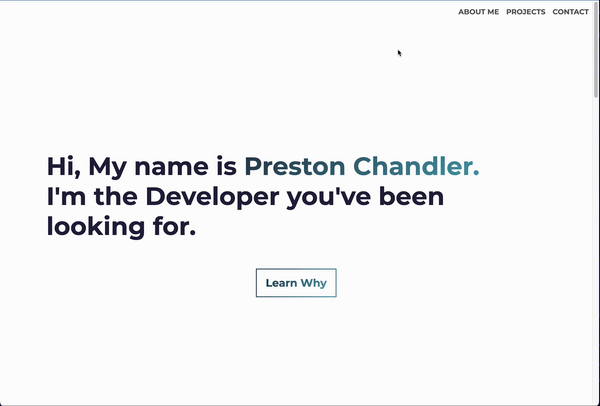 ABOUT ME PROJECTS CONTACT
Hi, My name is Preston Chandler.
I'm the Developer you've been
looking for.
Learn Why